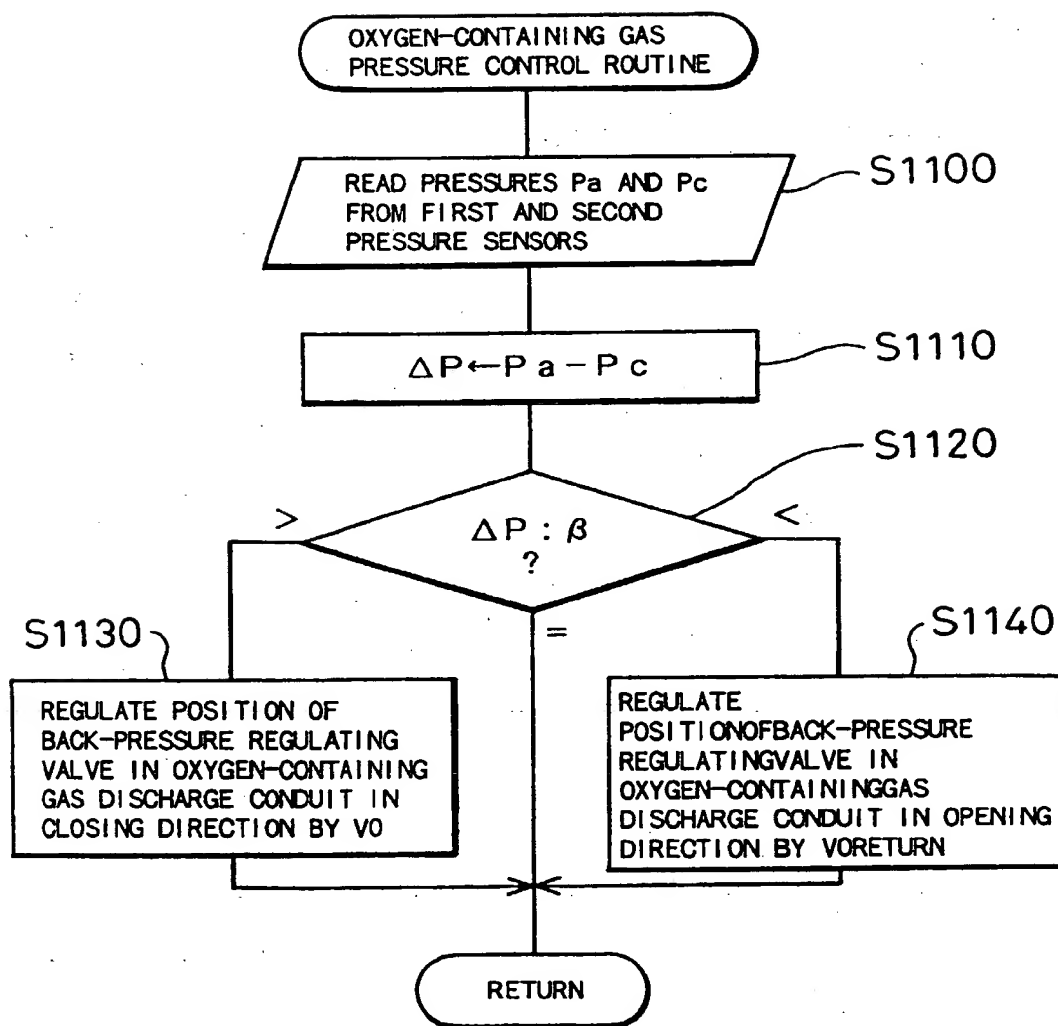 OXYGEN-CONTAINING GAS
PRESSURE CONTROL ROUTINE
READ PRESSURES Pa AND Pc
FROM FIRST AND SECOND
PRESSURE SENSORS
S1100
ΔP←Pa-Pc
S1110
S1120
>
ΔP : β
?
<
=
S1130
REGULATE POSITION OF
BACK-PRESSURE REGULATING
VALVE IN OXYGEN-CONTAINING
GAS DISCHARGE CONDUIT IN
CLOSING DIRECTION BY VO
S1140
REGULATE
POSITIONOFBACK-PRESSURE
REGULATINGVALVE IN
OXYGEN-CONTAININGGAS
DISCHARGE CONDUIT IN OPENING
DIRECTION BY VORETURN
RETURN